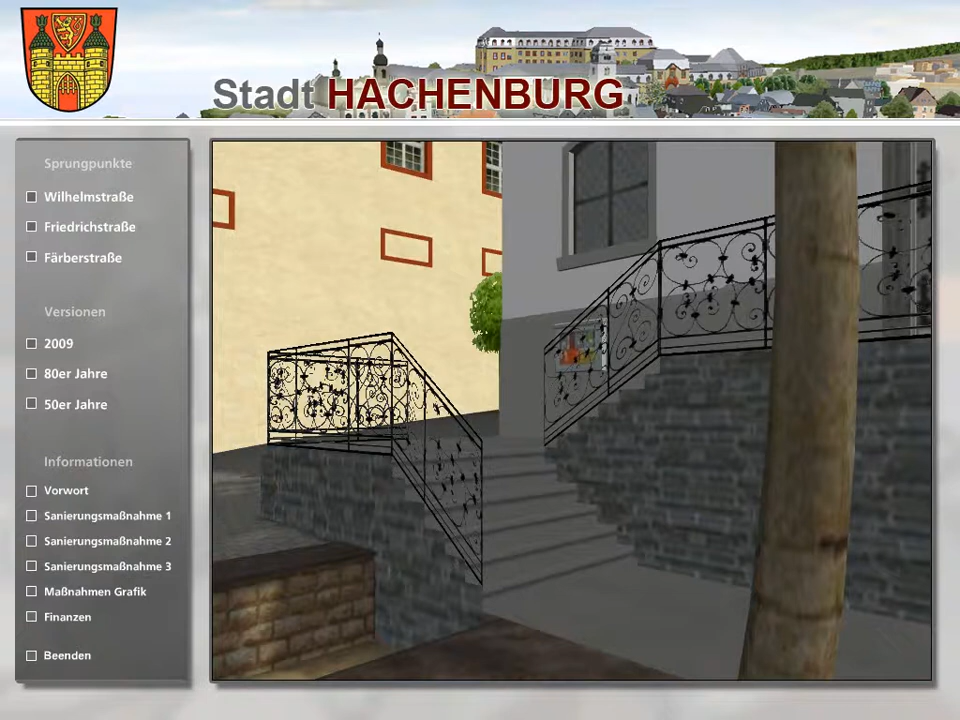 Stadt HACHENBURG
Sprungpunkte
Wilhelmstraße
Friedrichstraße
Färberstraße
Versionen
2009
80er Jahre
50er Jahre
Informationen
Vorwort
Sanierungsmaßnahme 1
Sanierungsmaßnahme 2
Sanierungsmaßnahme 3
Maßnahmen Grafik
Finanzen
Beenden